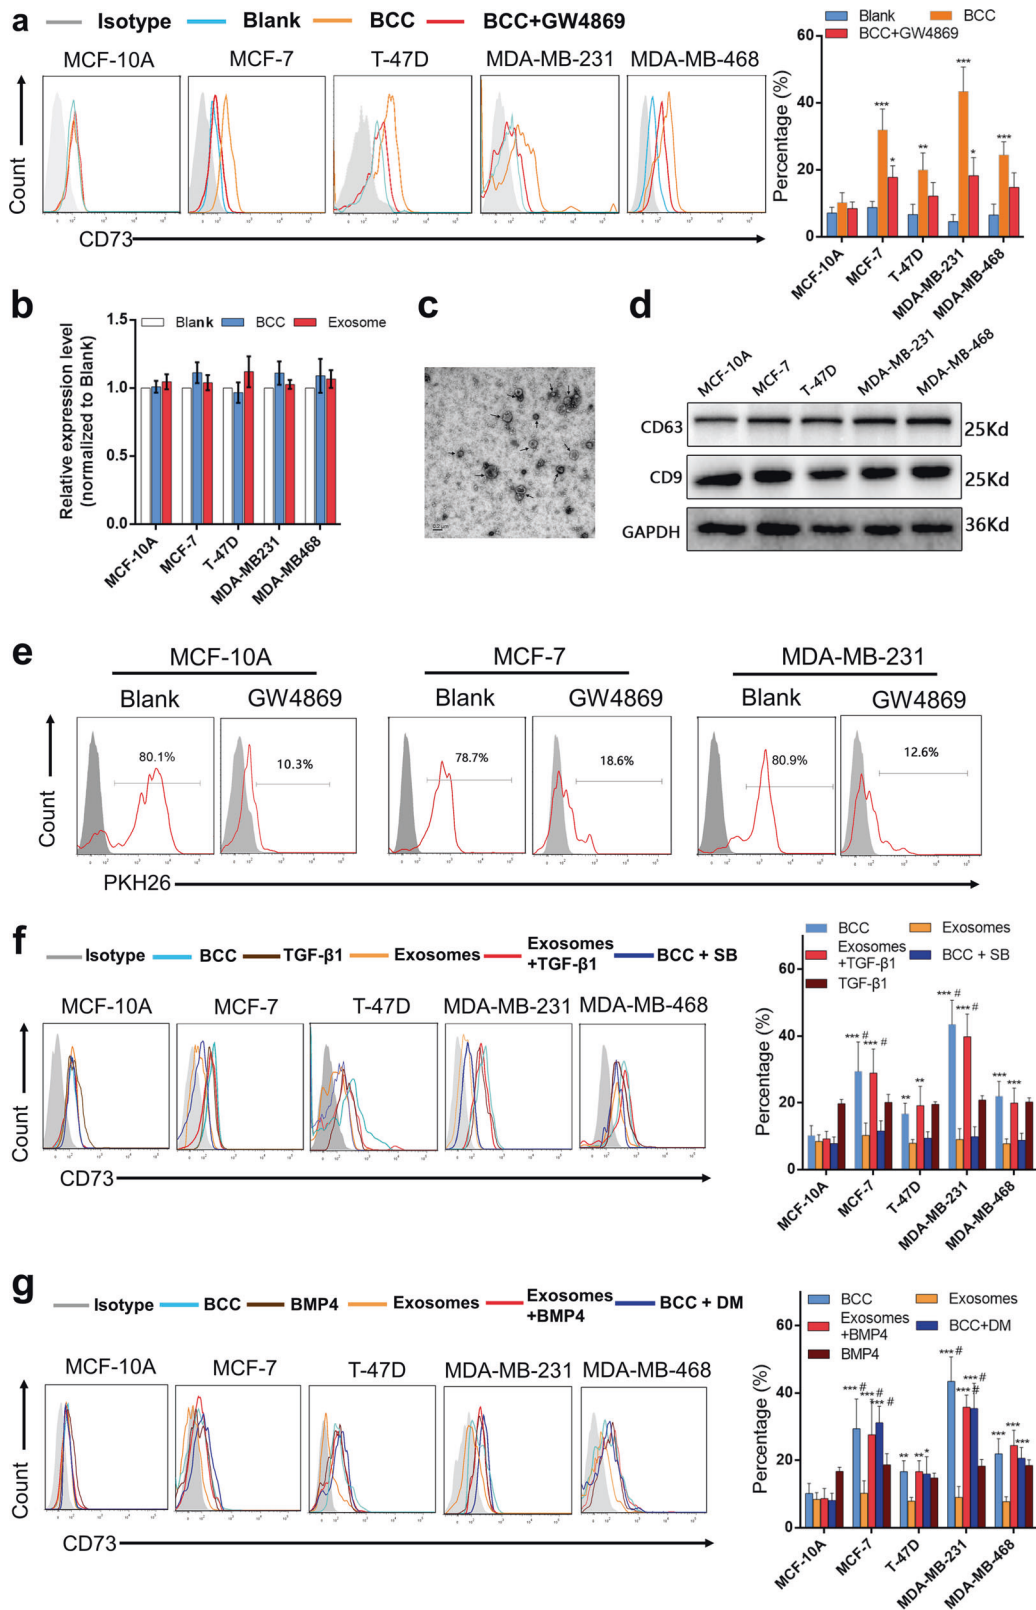 a
Isotype Blank BCC BCC+GW4869
MCF-10A MCF-7 T-47D MDA-MB-231 MDA-MB-468
Count
CD73
Blank BCC
BCC+GW4869
Percentage (%)
60
40
20
0
*** *
**
*** *
***
MCF-10A
MCF-7
T-47D
MDA-MB-231
MDA-MB-468
b
Blank BCC Exosome
Relative expression level
(normalized to Blank)
1.5
1.0
0.5
0.0
MCF-10A
MCF-7
T-47D
MDA-MB231
MDA-MB468
c
d
MCF-10A
MCF-7
T-47D
MDA-MB-231
MDA-MB-468
CD63 25Kd
CD9 25Kd
GAPDH 36Kd
e
MCF-10A MCF-7 MDA-MB-231
Blank GW4869 Blank GW4869 Blank GW4869
80.1% 10.3% 78.7% 18.6% 80.9% 12.6%
Count
PKH26
f
Isotype BCC TGF-β1 Exosomes Exosomes
+TGF-β1 BCC + SB
MCF-10A MCF-7 T-47D MDA-MB-231 MDA-MB-468
Count
CD73
BCC Exosomes
Exosomes
+TGF-β1 BCC + SB
TGF-β1
Percentage (%)
60
40
20
0
*** # *** #
** **
*** # *** #
*** ***
MCF-10A
MCF-7
T-47D
MDA-MB-231
MDA-MB-468
g
Isotype BCC BMP4 Exosomes Exosomes
+BMP4 BCC + DM
MCF-10A MCF-7 T-47D MDA-MB-231 MDA-MB-468
Count
CD73
BCC Exosomes
Exosomes
+BMP4 BCC+DM
BMP4
Percentage (%)
60
40
20
0
*** # *** # *** #
** ** *
*** # *** # *** #
*** *** ***
MCF-10A
MCF-7
T-47D
MDA-MB-231
MDA-MB-468